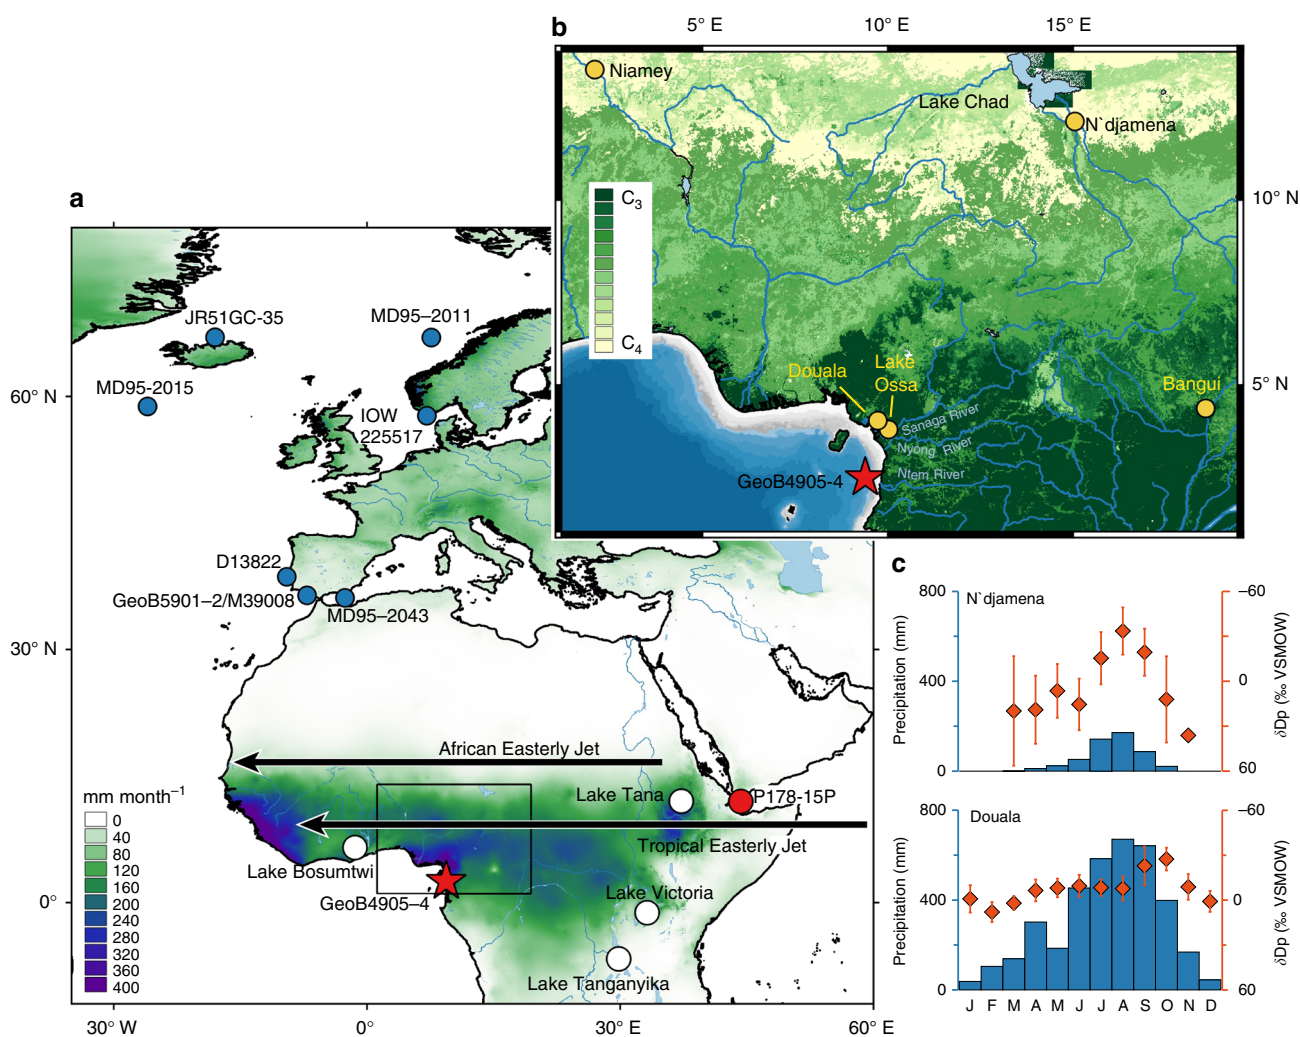 b
5° E
10° E
15° E
Niamey
Lake Chad
N`djamena
C3
C4
10° N
5° N
Douala
Lake
Ossa
Bangui
Sanaga River
Nyong River
Ntem River
GeoB4905-4
a
JR51GC-35
MD95–2011
MD95-2015
IOW
225517
60° N
D13822
GeoB5901–2/M39008
MD95–2043
30° N
African Easterly Jet
Lake Tana
P178-15P
Tropical Easterly Jet
Lake Bosumtwi
GeoB4905–4
Lake Victoria
Lake Tanganyika
0°
mm month−1
0
40
80
120
160
200
240
280
320
360
400
30° W
0°
30° E
60° E
c
N`djamena
800
400
0
Precipitation (mm)
–60
0
60
δDp (‰ VSMOW)
Douala
800
400
0
Precipitation (mm)
–60
0
60
δDp (‰ VSMOW)
J F M A M J J A S O N D